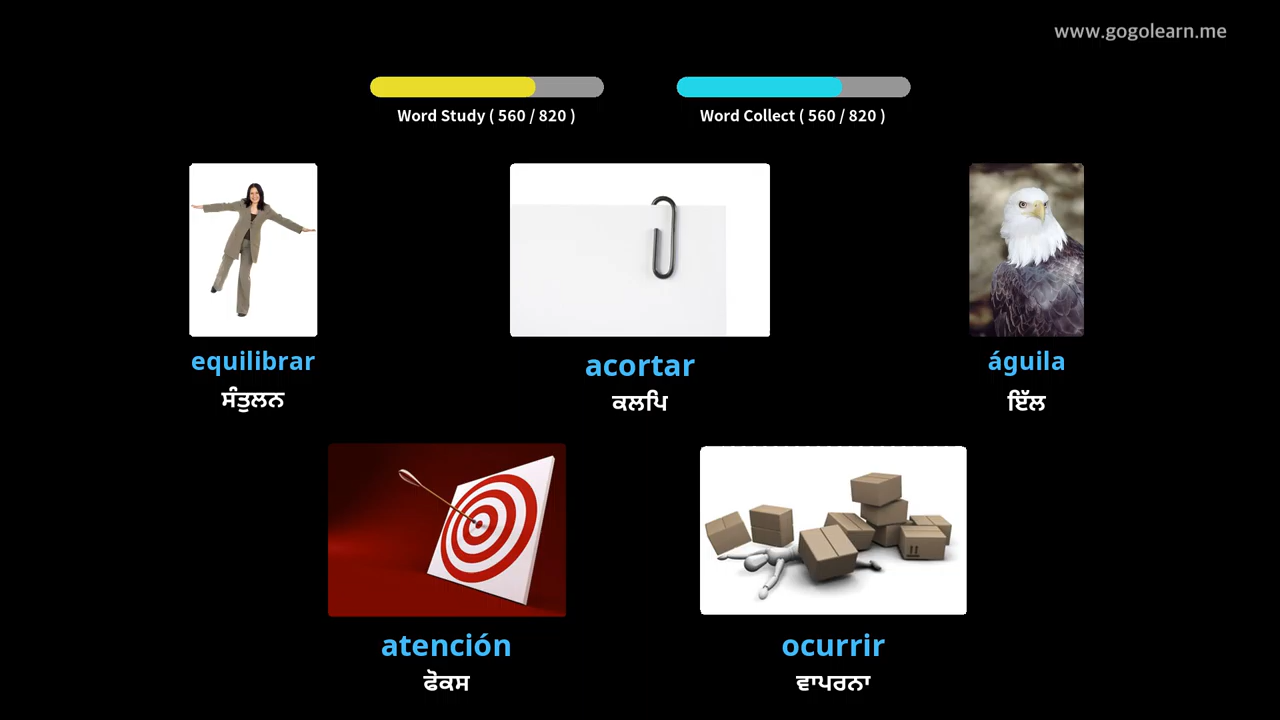 www.gogolearn.me
Word Study ( 560 / 820 )
Word Collect ( 560 / 820 )
equilibrar
ਸੰਤੁਲਨ
acortar
ਕਲਪਿ
águila
ਇੱਲ
atención
ਫੋਕਸ
ocurrir
ਵਾਪਰਨਾ